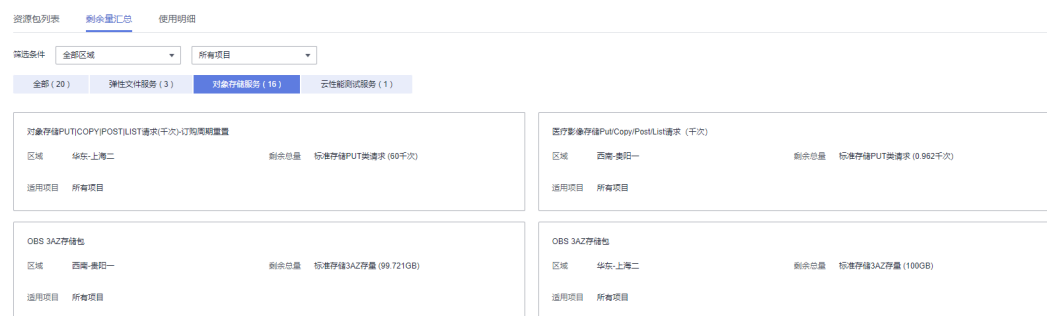 资源包列表 剩余量汇总 使用明细
筛选条件 全部区域 所有项目
全部 ( 20 ) 弹性文件服务 ( 3 ) 对象存储服务 ( 16 ) 云性能测试服务 ( 1 )
对象存储PUT|COPY|POST|LIST请求(千次)-订购周期重置
区域 华东-上海二 剩余总量 标准存储PUT类请求 (60千次)
适用项目 所有项目
医疗影像存储Put/Copy/Post/List请求（千次）
区域 西南-贵阳一 剩余总量 标准存储PUT类请求 (0.962千次)
适用项目 所有项目
OBS 3AZ存储包
区域 西南-贵阳一 剩余总量 标准存储3AZ存量 (99.721GB)
适用项目 所有项目
OBS 3AZ存储包
区域 华东-上海二 剩余总量 标准存储3AZ存量 (100GB)
适用项目 所有项目